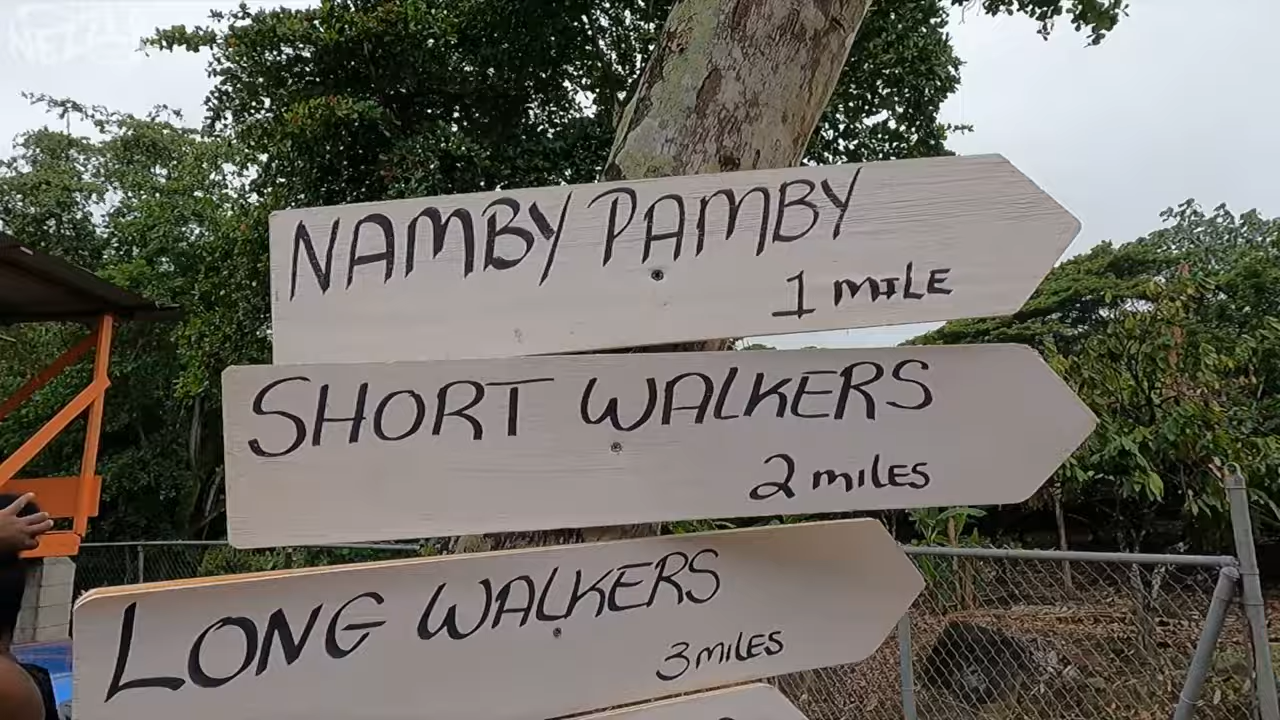 NAMBY PAMBY
1 MILE
SHORT WALKERS
2 MILES
LONG WALKERS
3 MILES